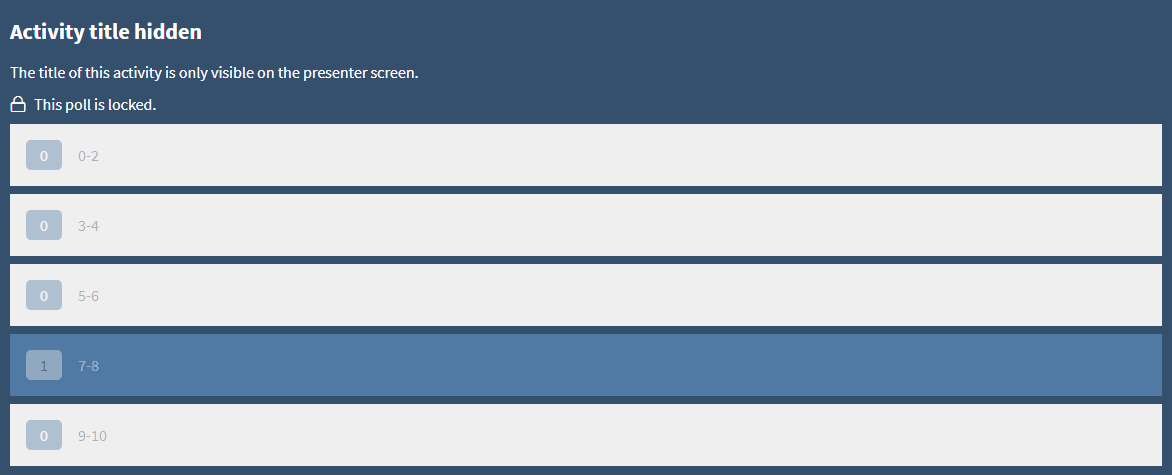 Activity title hidden
The title of this activity is only visible on the presenter screen.
This poll is locked.
0 0-2
0 3-4
0 5-6
1 7-8
0 9-10